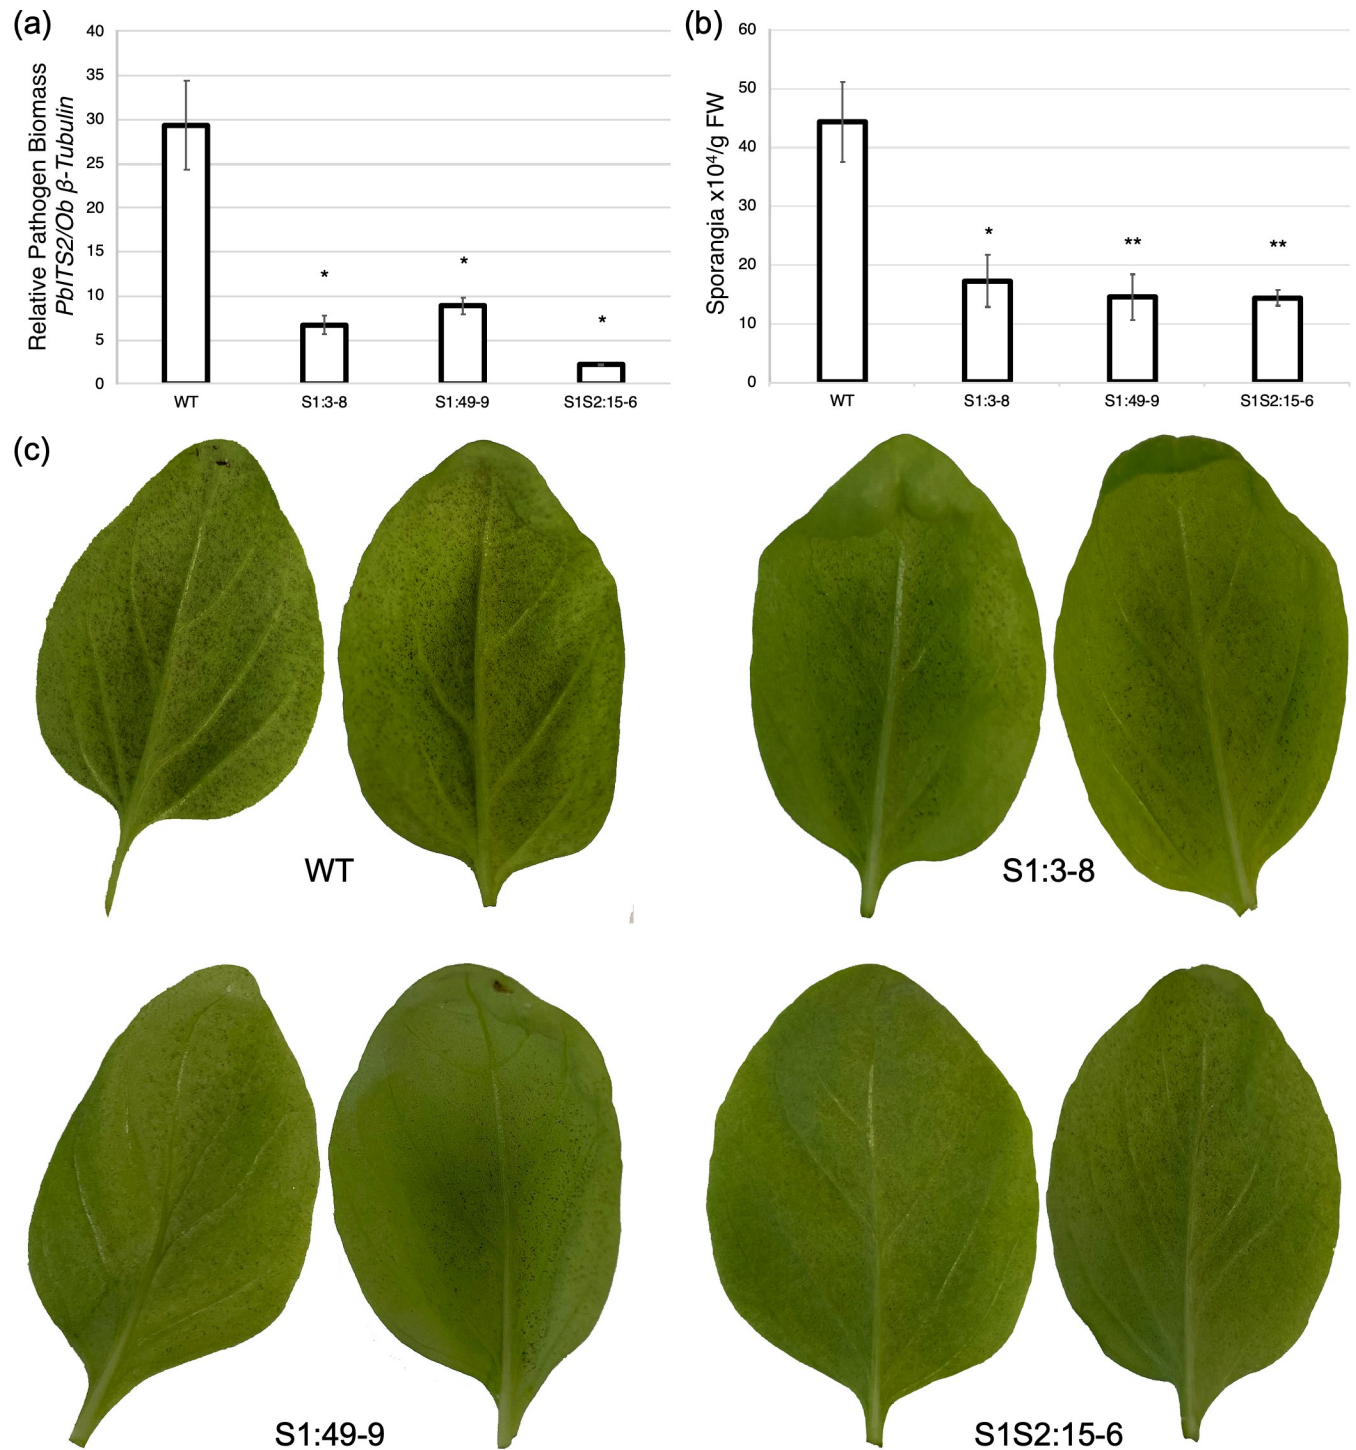 (a)
Relative Pathogen Biomass
PbITS2/Ob β-Tubulin
40
35
30
25
20
15
10
5
0
*
*
*
WT
S1:3-8
S1:49-9
S1S2:15-6
(b)
Sporangia x10⁴/g FW
60
50
40
30
20
10
0
*
**
**
WT
S1:3-8
S1:49-9
S1S2:15-6
(c)
WT
S1:3-8
S1:49-9
S1S2:15-6